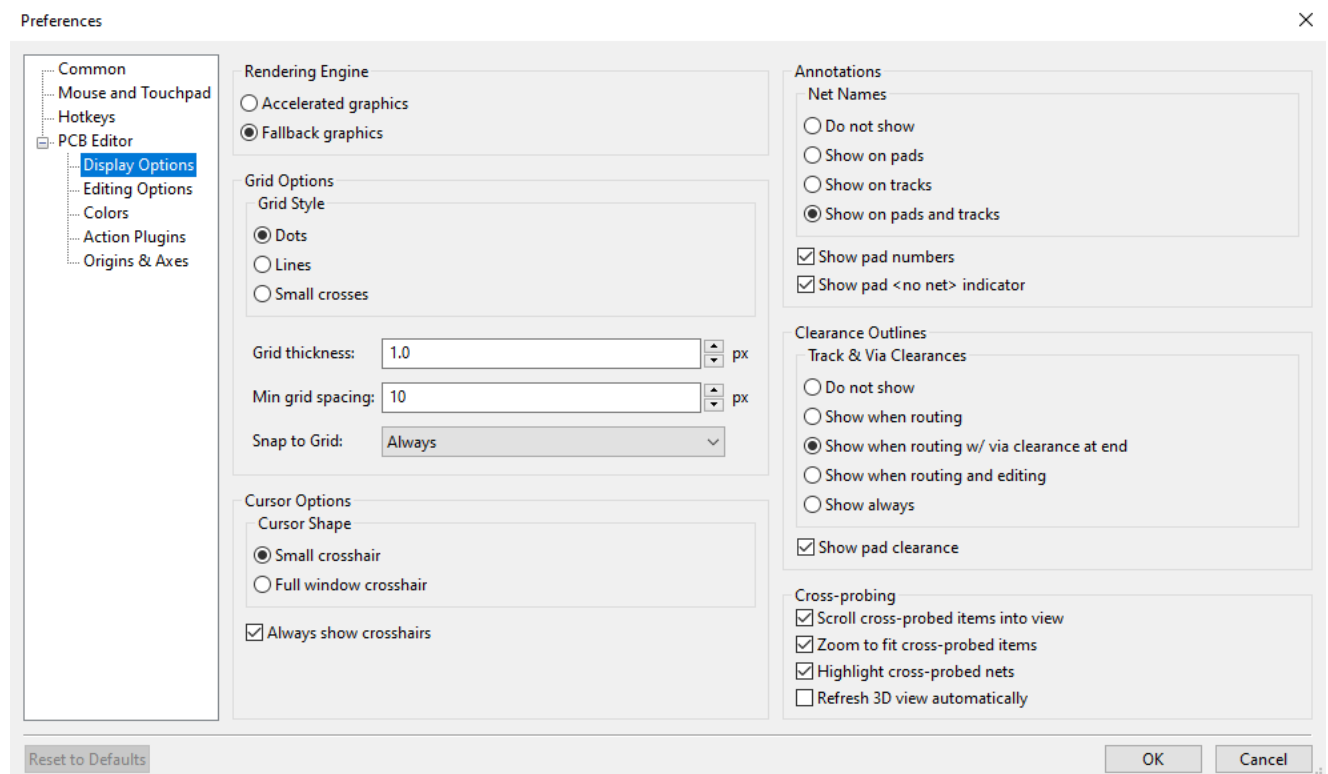 Preferences
Common
Mouse and Touchpad
Hotkeys
PCB Editor
Display Options
Editing Options
Colors
Action Plugins
Origins & Axes
Rendering Engine
Accelerated graphics
Fallback graphics
Grid Options
Grid Style
Dots
Lines
Small crosses
Grid thickness: 1.0 px
Min grid spacing: 10 px
Snap to Grid: Always
Cursor Options
Cursor Shape
Small crosshair
Full window crosshair
Always show crosshairs
Annotations
Net Names
Do not show
Show on pads
Show on tracks
Show on pads and tracks
Show pad numbers
Show pad <no net> indicator
Clearance Outlines
Track & Via Clearances
Do not show
Show when routing
Show when routing w/ via clearance at end
Show when routing and editing
Show always
Show pad clearance
Cross-probing
Scroll cross-probed items into view
Zoom to fit cross-probed items
Highlight cross-probed nets
Refresh 3D view automatically
Reset to Defaults
OK
Cancel